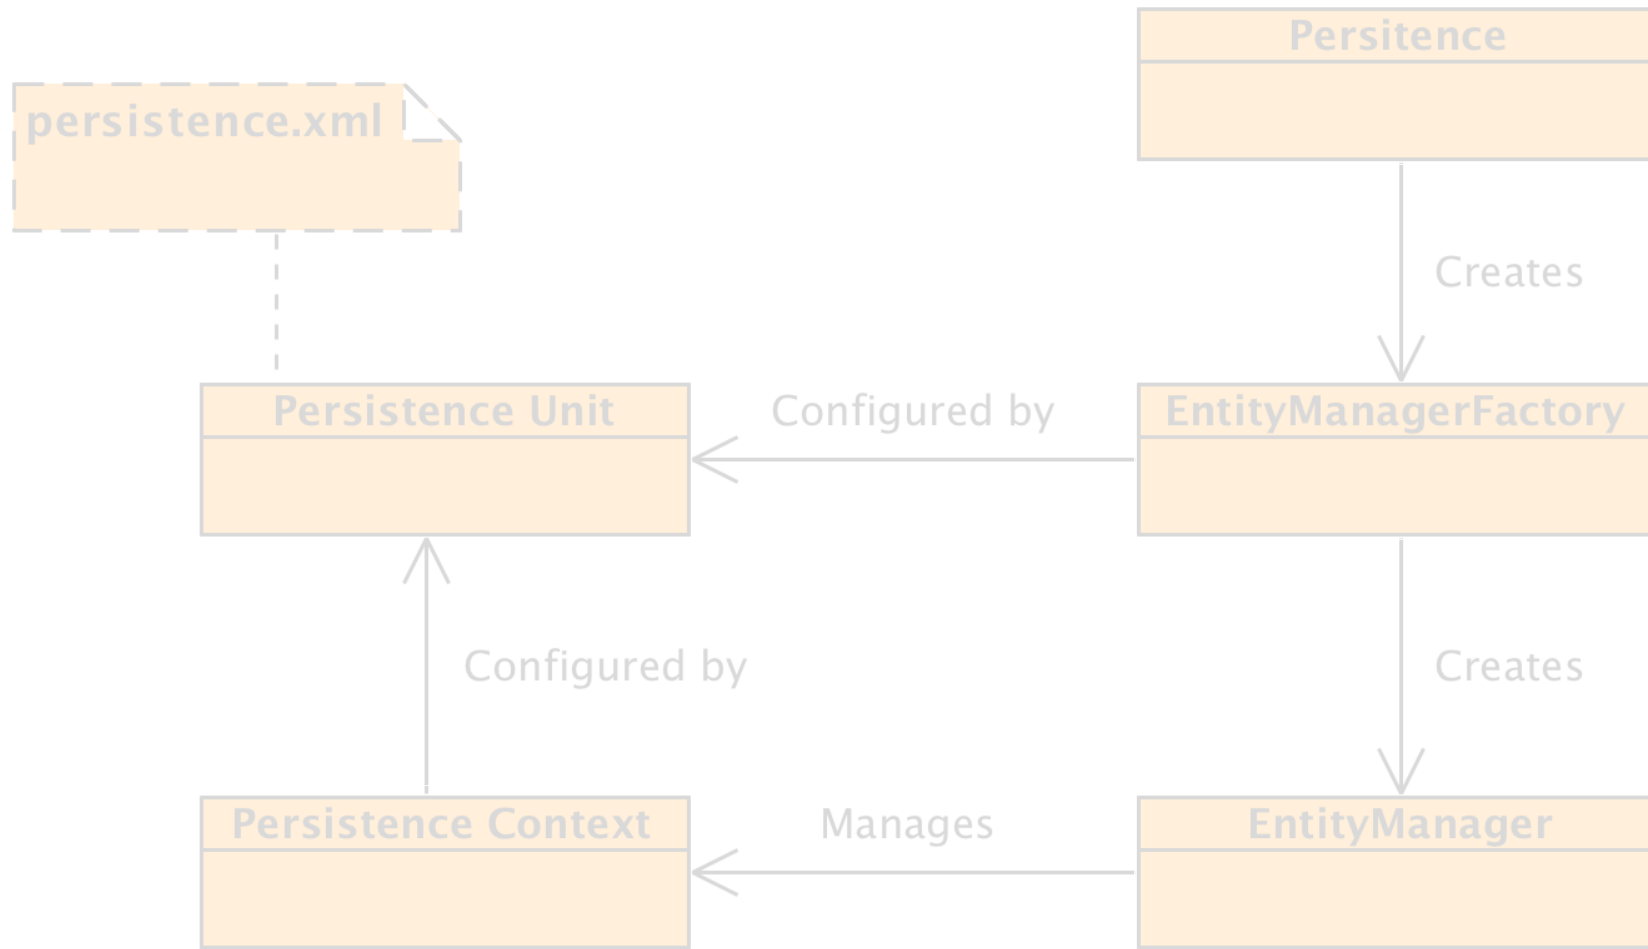 Persitence
persistence.xml
Creates
Persistence Unit
Configured by
EntityManagerFactory
Configured by
Creates
Persistence Context
Manages
EntityManager